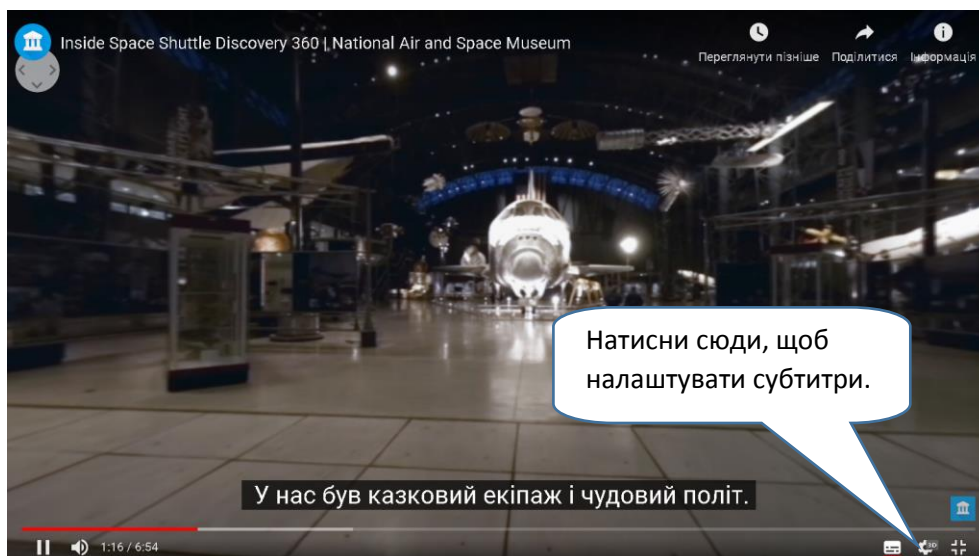 Inside Space Shuttle Discovery 360 | National Air and Space Museum
Переглянути пізніше
Поділитися
Інформація
Натисни сюди, щоб
налаштувати субтитри.
У нас був казковий екіпаж і чудовий політ.
1:16 / 6:54